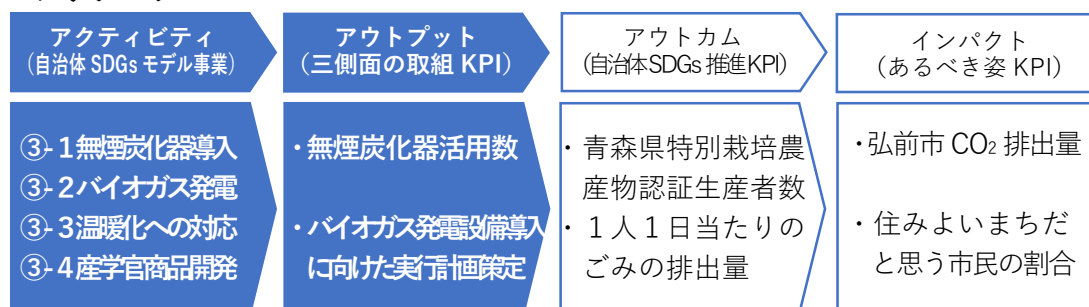 アクティビティ
(自治体 SDGs モデル事業)
アウトプット
(三側面の取組 KPI)
アウトカム
(自治体SDGs 推進KPI)
インパクト
(あるべき姿 KPI)
③-1無煙炭化器導入
③-2バイオガス発電
③-3温暖化への対応
③-4産学官商品開発
・無煙炭化器活用数
・バイオガス発電設備導入
に向けた実行計画策定
・青森県特別栽培農
産物認証生産者数
・１人１日当たりの
ごみの排出量
・弘前市 CO₂ 排出量
・住みよいまちだ
と思う市民の割合